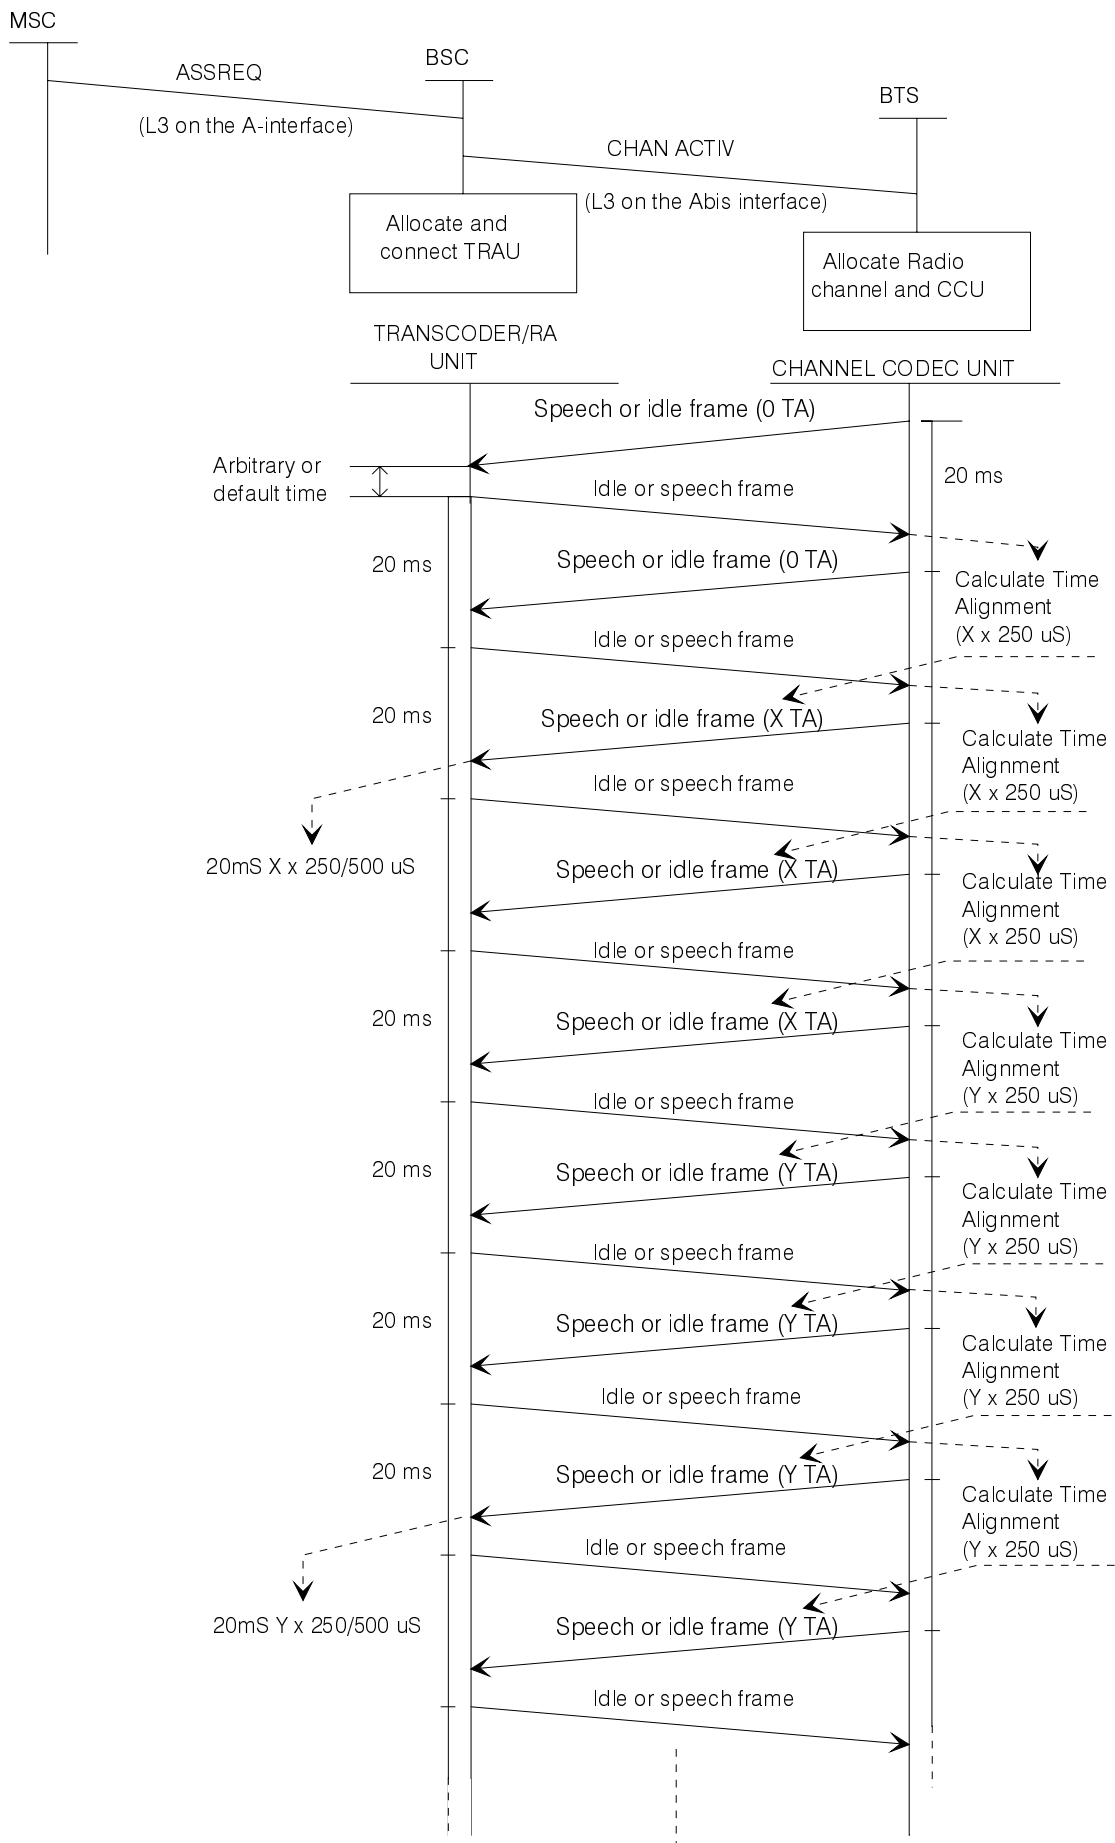 MSC
BSC
ASSREQ
BTS
(L3 on the A-interface)
CHAN ACTIV
(L3 on the Abis interface)
Allocate and
connect TRAU
Allocate Radio
channel and CCU
TRANSCODER/RA
UNIT
CHANNEL CODEC UNIT
Speech or idle frame (0 TA)
Arbitrary or
default time
20 ms
Idle or speech frame
20 ms
Speech or idle frame (0 TA)
Calculate Time
Alignment
(X x 250 uS)
Idle or speech frame
20 ms
Speech or idle frame (X TA)
Calculate Time
Alignment
(X x 250 uS)
Idle or speech frame
20mS X x 250/500 uS
Speech or idle frame (X TA)
Calculate Time
Alignment
(X x 250 uS)
Idle or speech frame
20 ms
Speech or idle frame (X TA)
Calculate Time
Alignment
(Y x 250 uS)
Idle or speech frame
20 ms
Speech or idle frame (Y TA)
Calculate Time
Alignment
(Y x 250 uS)
Idle or speech frame
20 ms
Speech or idle frame (Y TA)
Calculate Time
Alignment
(Y x 250 uS)
Idle or speech frame
20 ms
Speech or idle frame (Y TA)
Calculate Time
Alignment
(Y x 250 uS)
Idle or speech frame
20mS Y x 250/500 uS
Speech or idle frame (Y TA)
Idle or speech frame